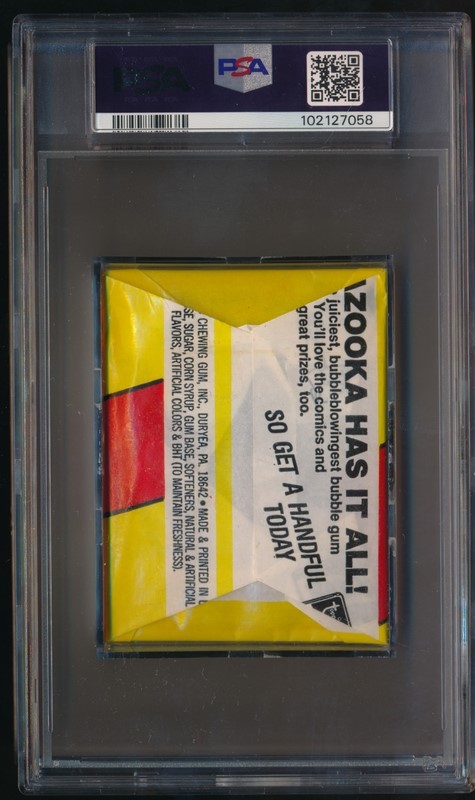 PSA
102127058
AZOOKA HAS IT ALL!
juiciest, bubbleblowingest bubble gum
You'll love the comics and
great prizes, too.
SO GET A HANDFUL
TODAY
CHEWING GUM, INC., DURYEA, PA. 18642 • MADE & PRINTED IN U
SE, SUGAR, CORN SYRUP, GUM BASE, SOFTENERS, NATURAL & ARTIFICIAL
FLAVORS, ARTIFICIAL COLORS & BHT (TO MAINTAIN FRESHNESS).